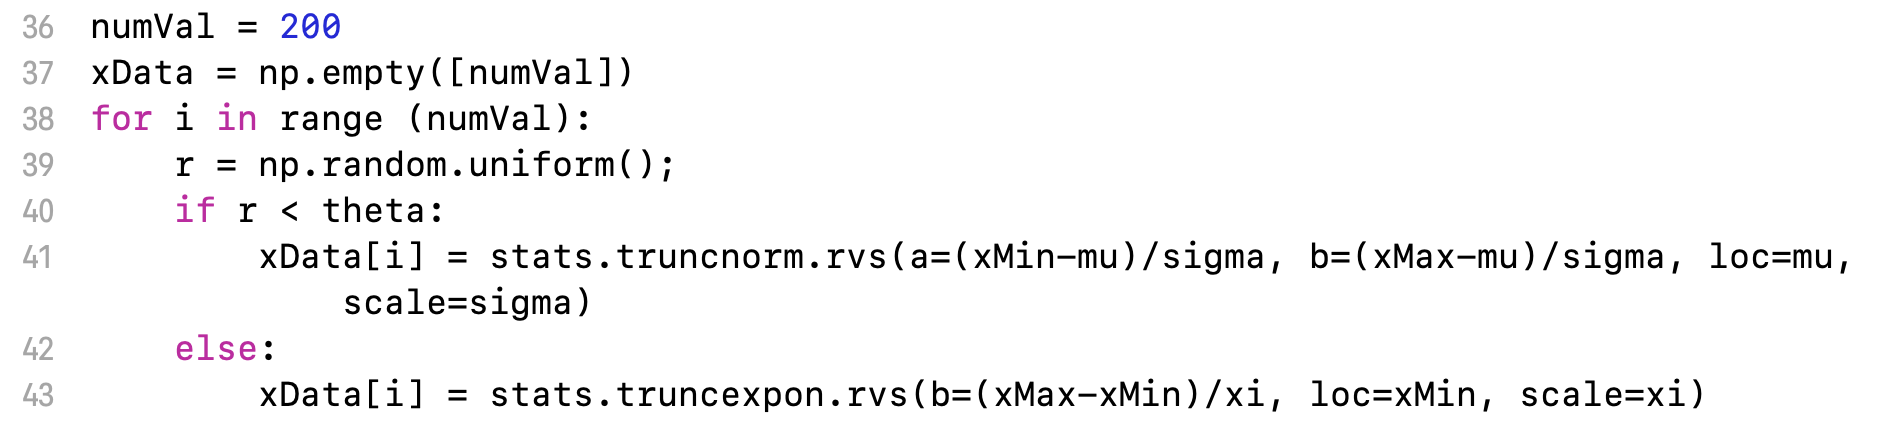 36 numVal = 200
37 xData = np.empty([numVal])
38 for i in range (numVal):
39     r = np.random.uniform();
40     if r < theta:
41         xData[i] = stats.truncnorm.rvs(a=(xMin-mu)/sigma, b=(xMax-mu)/sigma, loc=mu,
            scale=sigma)
42     else:
43         xData[i] = stats.truncexpon.rvs(b=(xMax-xMin)/xi, loc=xMin, scale=xi)